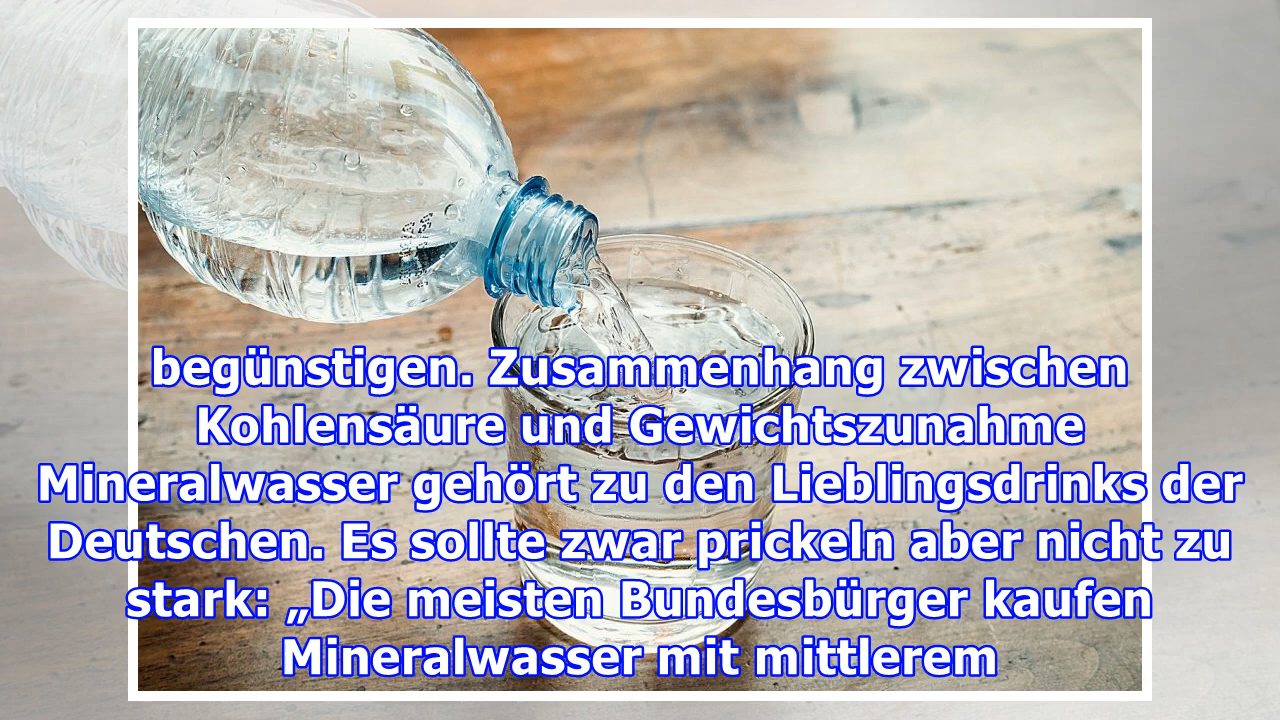 begünstigen. Zusammenhang zwischen
Kohlensäure und Gewichtszunahme
Mineralwasser gehört zu den Lieblingsdrinks der
Deutschen. Es sollte zwar prickeln aber nicht zu
stark: „Die meisten Bundesbürger kaufen
Mineralwasser mit mittlerem